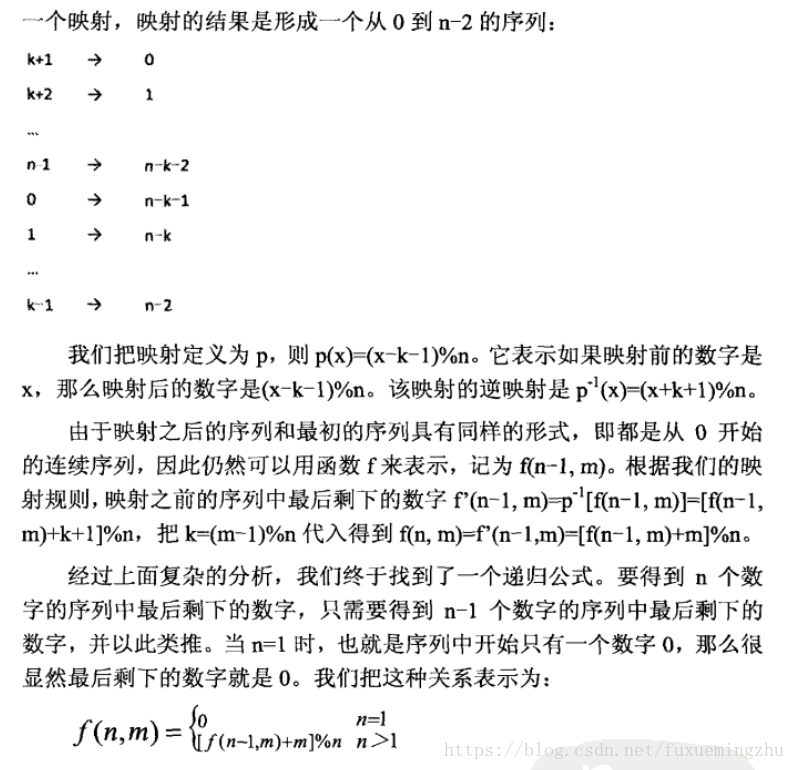 一个映射，映射的结果是形成一个从 0 到 n-2 的序列：
k+1 → 0
k+2 → 1
…
n-1 → n-k-2
0 → n-k-1
1 → n-k
…
k-1 → n-2
我们把映射定义为 p，则 p(x)=(x-k-1)%n。它表示如果映射前的数字是
x，那么映射后的数字是(x-k-1)%n。该映射的逆映射是 p⁻¹(x)=(x+k+1)%n。
由于映射之后的序列和最初的序列具有同样的形式，即都是从 0 开始
的连续序列，因此仍然可以用函数 f 来表示，记为 f(n-1, m)。根据我们的映
射规则，映射之前的序列中最后剩下的数字 f’(n-1, m)=p⁻¹[f(n-1, m)]=[f(n-1,
m)+k+1]%n，把 k=(m-1)%n 代入得到 f(n, m)=f’(n-1,m)=[f(n-1, m)+m]%n。
经过上面复杂的分析，我们终于找到了一个递归公式。要得到 n 个数
字的序列中最后剩下的数字，只需要得到 n-1 个数字的序列中最后剩下的
数字，并以此类推。当 n=1 时，也就是序列中开始只有一个数字 0，那么很
显然最后剩下的数字就是 0。我们把这种关系表示为：
f(n,m)={0 n=1
[f(n-1,m)+m]%n n>1
https://blog.csdn.net/fuxuemingzhu